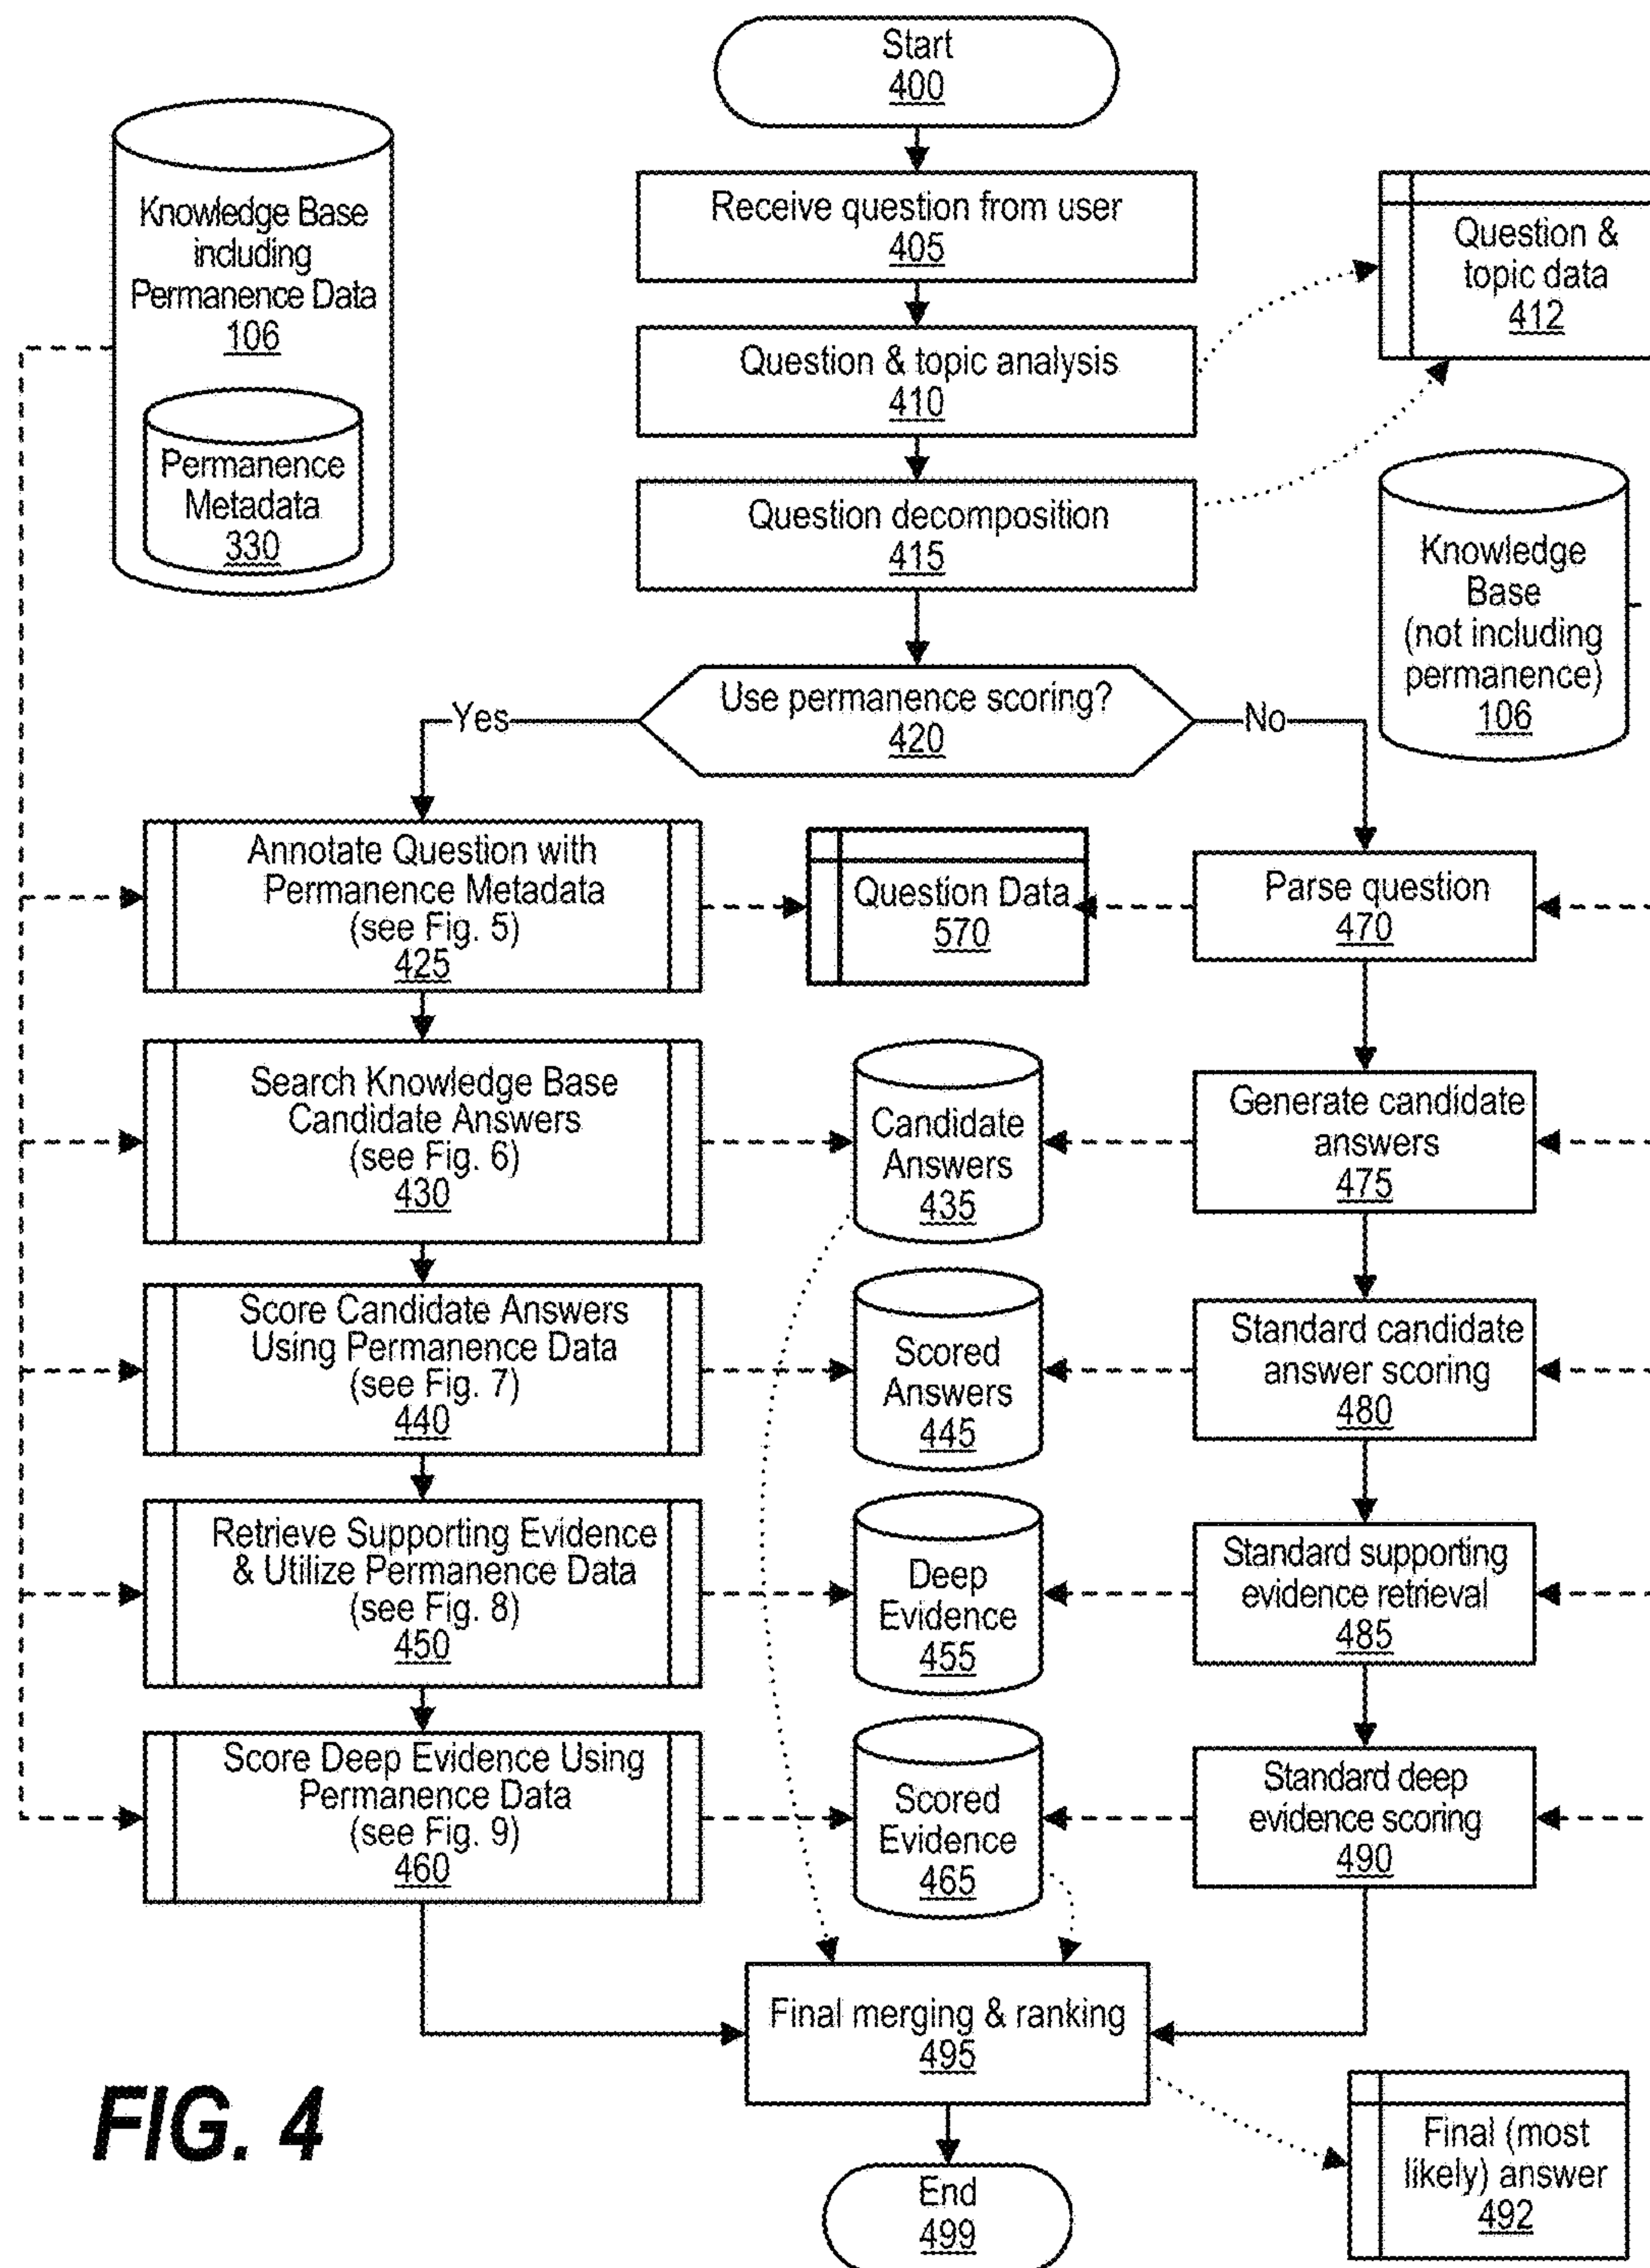 Start
400
Knowledge Base
including
Permanence Data
106
Permanence
Metadata
330
Receive question from user
405
Question &
topic data
412
Question & topic analysis
410
Question decomposition
415
Knowledge
Base
(not including
permanence)
106
Use permanence scoring?
420
Yes
No
Annotate Question with
Permanence Metadata
(see Fig. 5)
425
Question Data
570
Parse question
470
Search Knowledge Base
Candidate Answers
(see Fig. 6)
430
Candidate
Answers
435
Generate candidate
answers
475
Score Candidate Answers
Using Permanence Data
(see Fig. 7)
440
Scored
Answers
445
Standard candidate
answer scoring
480
Retrieve Supporting Evidence
& Utilize Permanence Data
(see Fig. 8)
450
Deep
Evidence
455
Standard supporting
evidence retrieval
485
Score Deep Evidence Using
Permanence Data
(see Fig. 9)
460
Scored
Evidence
465
Standard deep
evidence scoring
490
Final merging & ranking
495
FIG. 4
End
499
Final (most
likely) answer
492